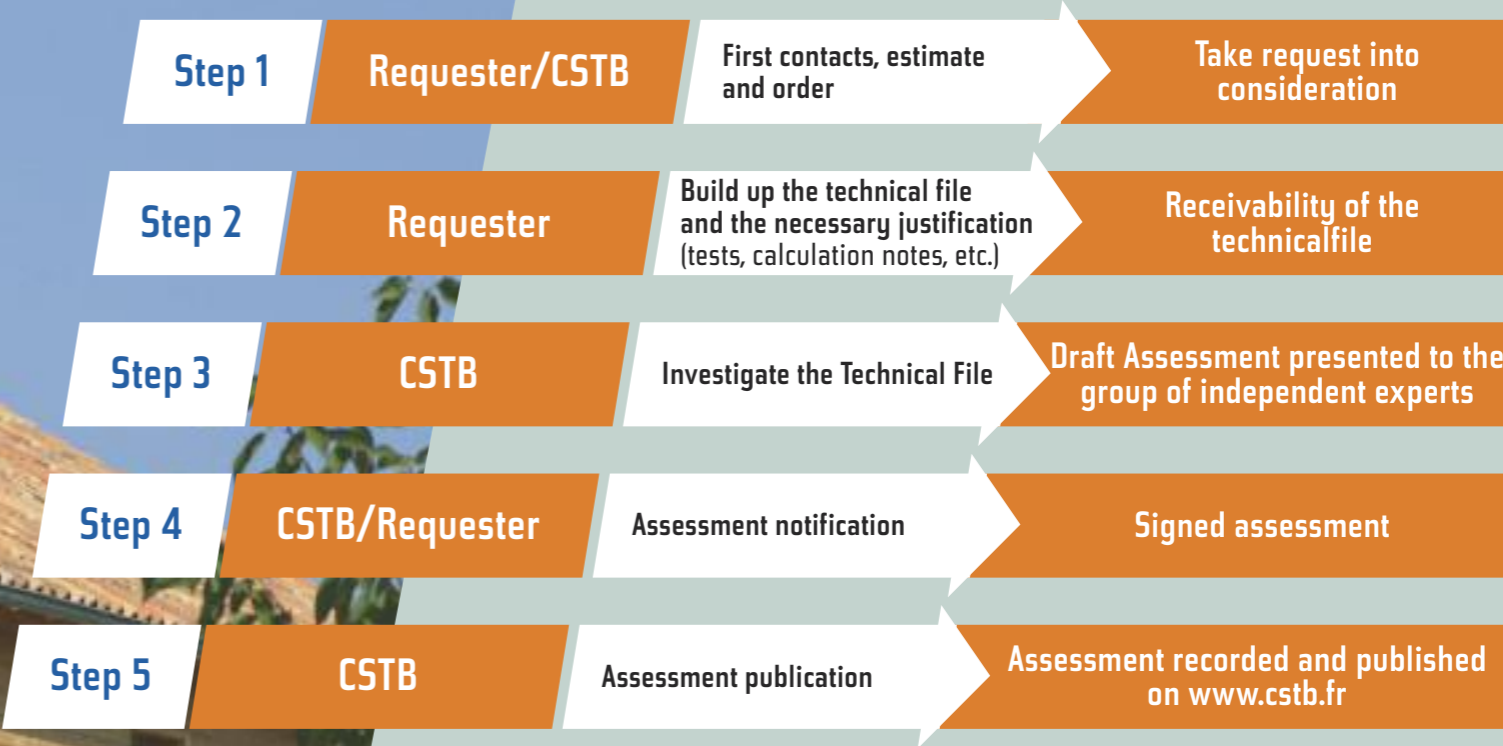 Step 1
Requester/CSTB
First contacts, estimate
and order
Take request into
consideration
Step 2
Requester
Build up the technical file
and the necessary justification
(tests, calculation notes, etc.)
Receivability of the
technicalfile
Step 3
CSTB
Investigate the Technical File
Draft Assessment presented to the
group of independent experts
Step 4
CSTB/Requester
Assessment notification
Signed assessment
Step 5
CSTB
Assessment publication
Assessment recorded and published
on www.cstb.fr